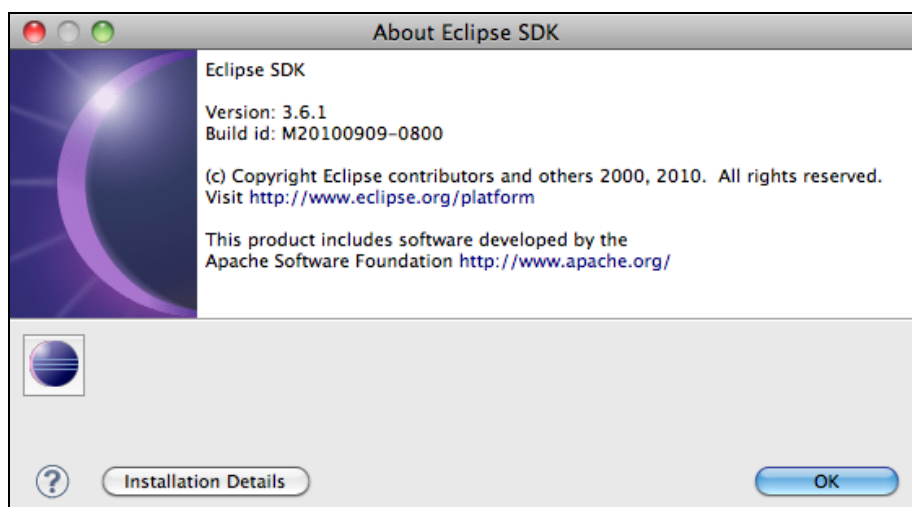 About Eclipse SDK
Eclipse SDK
Version: 3.6.1
Build id: M20100909-0800
(c) Copyright Eclipse contributors and others 2000, 2010.  All rights reserved.
Visit http://www.eclipse.org/platform
This product includes software developed by the
Apache Software Foundation http://www.apache.org/
?
Installation Details
OK